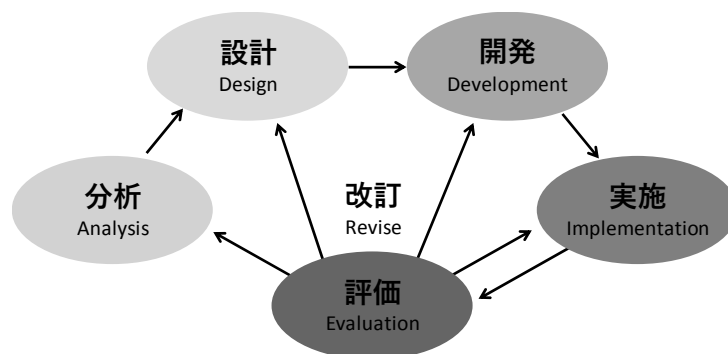 設計
Design
開発
Development
分析
Analysis
改訂
Revise
実施
Implementation
評価
Evaluation